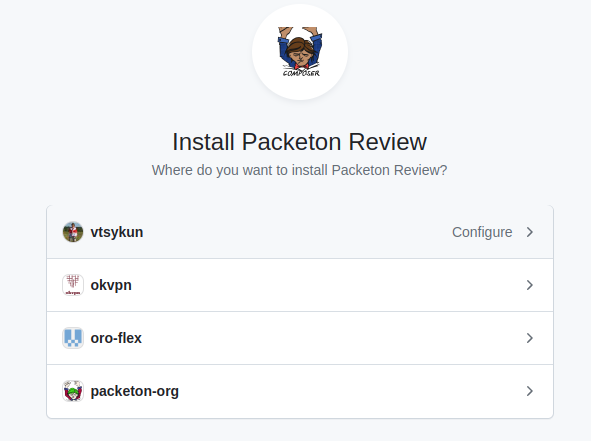 COMPOSER
Install Packeton Review
Where do you want to install Packeton Review?
vtsykun Configure
okvpn
oro-flex
packeton-org